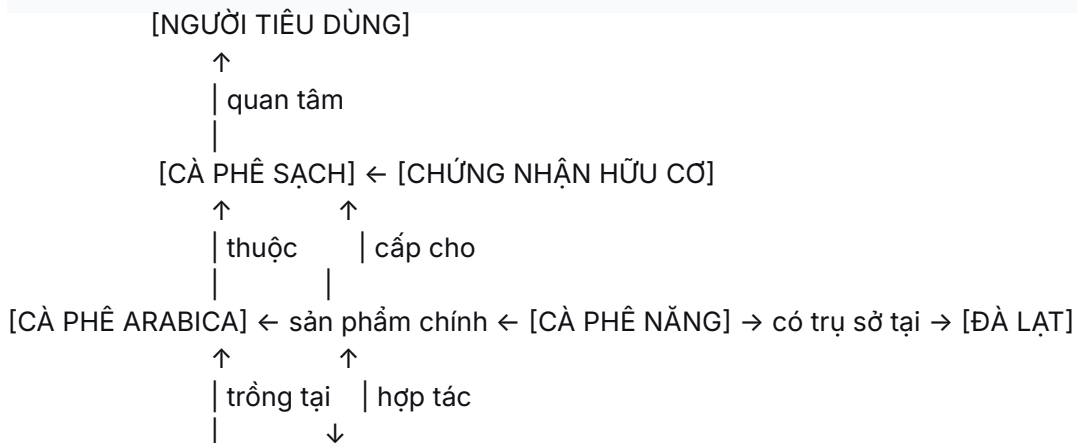 [NGƯỜI TIÊU DÙNG]
↑
| quan tâm
|
[CÀ PHÊ SẠCH] ← [CHỨNG NHẬN HỮU CƠ]
↑ ↑
| thuộc | cấp cho
| |
[CÀ PHÊ ARABICA] ← sản phẩm chính ← [CÀ PHÊ NĂNG] → có trụ sở tại → [ĐÀ LẠT]
↑ ↑
| trồng tại | hợp tác
| ↓